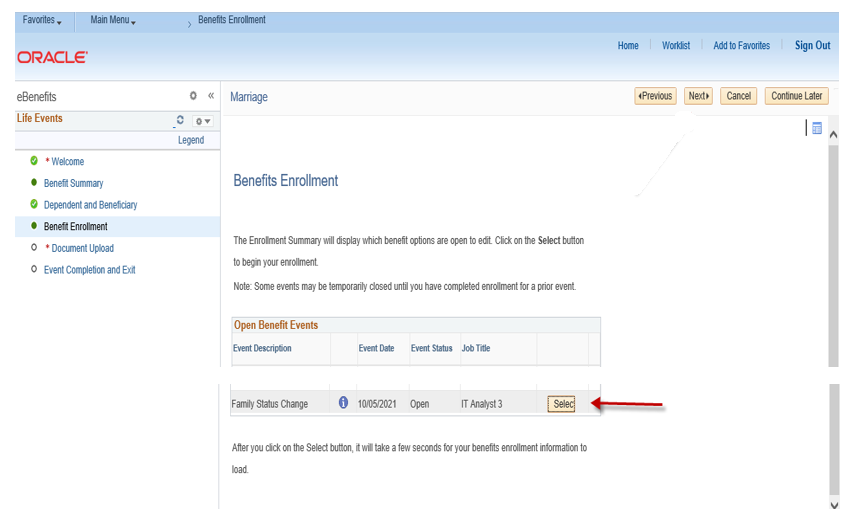 Favorites Main Menu > Benefits Enrollment
ORACLE'
Home Worklist Add to Favorites Sign Out
eBenefits «
Life Events
Legend
* Welcome
Benefit Summary
Dependent and Beneficiary
Benefit Enrollment
* Document Upload
Event Completion and Exit
Marriage
Previous Next Cancel Continue Later
Benefits Enrollment
The Enrollment Summary will display which benefit options are open to edit. Click on the Select button
to begin your enrollment.
Note: Some events may be temporarily closed until you have completed enrollment for a prior event.
Open Benefit Events
Event Description Event Date Event Status Job Title
Family Status Change 10/05/2021 Open IT Analyst 3 Select
After you click on the Select button, it will take a few seconds for your benefits enrollment information to
load.